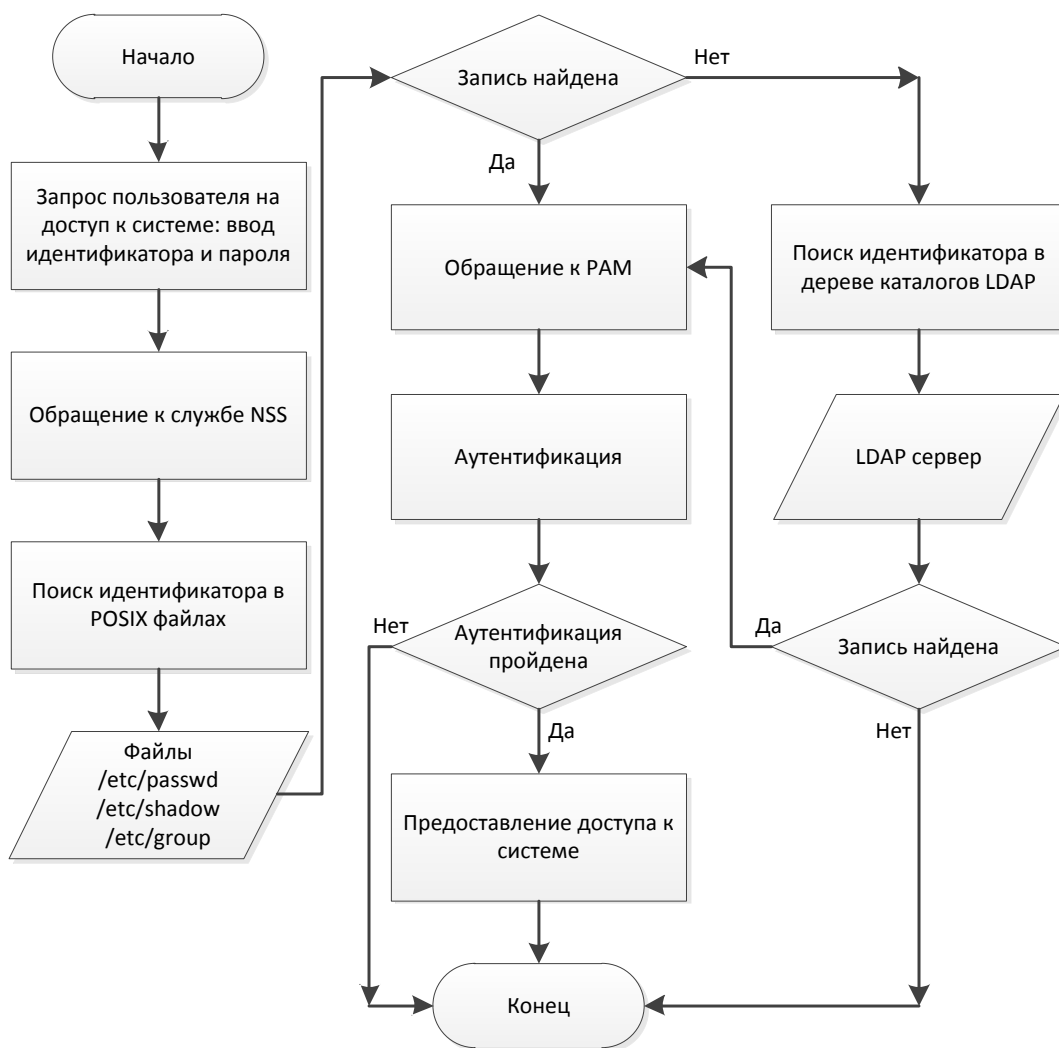 Начало
Запрос пользователя на
доступ к системе: ввод
идентификатора и пароля
Обращение к службе NSS
Поиск идентификатора в
POSIX файлах
Файлы
/etc/passwd
/etc/shadow
/etc/group
Запись найдена
Нет
Да
Обращение к PAM
Поиск идентификатора в
дереве каталогов LDAP
Аутентификация
LDAP сервер
Нет
Аутентификация
пройдена
Да
Запись найдена
Да
Нет
Предоставление доступа к
системе
Конец